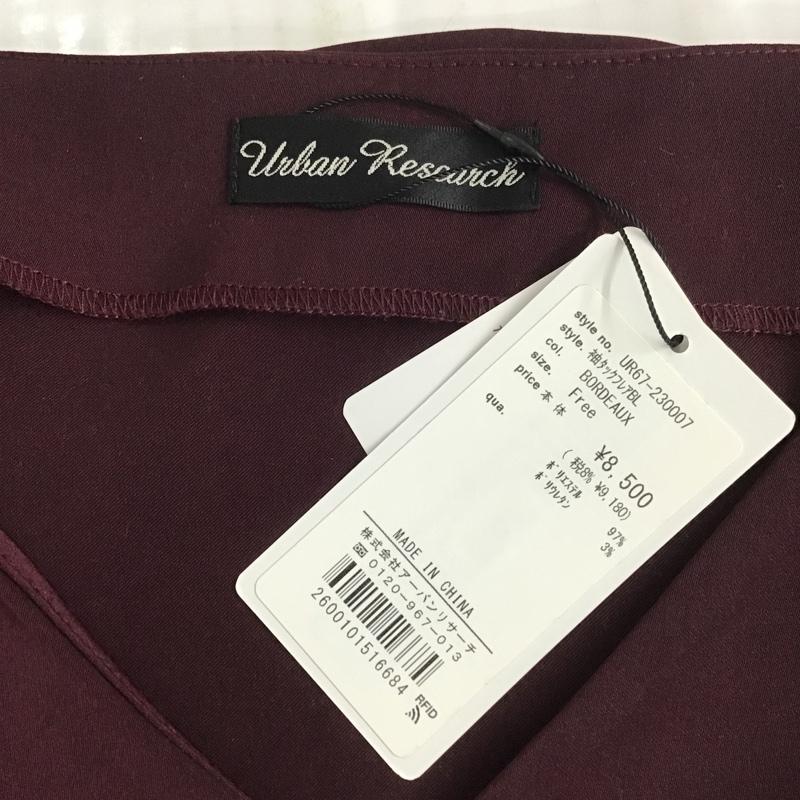 Urban Research
style no. UR67-230007
style. 袖タックフレアBL
col. BORDEAUX
size. Free
price 本体 ¥8,500
(税8% ¥9,180)
qua. ポリエステル 97%
ポリウレタン 3%
MADE IN CHINA
株式会社アーバンリサーチ
0120-967-013
2600101516684
RFID